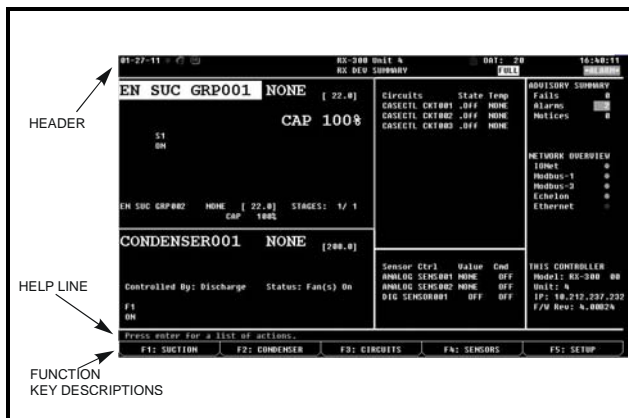 01-27-11
RX-300 Unit 4
OAT: 20
16:40:11
RX DEV SUMMARY
FULL
*ALARM*
HEADER
EN SUC GRP001 NONE [ 22.0]
CAP 100%
S1
ON
EN SUC GRP002 NONE [ 22.0] STAGES: 1/ 1
CAP 100%
Circuits State Temp
CASECTL CKT001 .OFF NONE
CASECTL CKT002 .OFF NONE
CASECTL CKT003 .OFF NONE
ADVISORY SUMMARY
Fails 0
Alarms 2
Notices 0
NETWORK OVERVIEW
IONet
Modbus-1
Modbus-3
Echelon
Ethernet
CONDENSER001 NONE [200.0]
Controlled By: Discharge Status: Fan(s) On
F1
ON
Sensor Ctrl Value Cmd
ANALOG SENS001 NONE OFF
ANALOG SENS002 NONE OFF
DIG SENSOR001 OFF OFF
THIS CONTROLLER
Model: RX-300 00
Unit: 4
IP: 10.212.237.232
F/W Rev: 4.00B24
HELP LINE
Press enter for a list of actions.
F1: SUCTION F2: CONDENSER F3: CIRCUITS F4: SENSORS F5: SETUP
FUNCTION
KEY DESCRIPTIONS